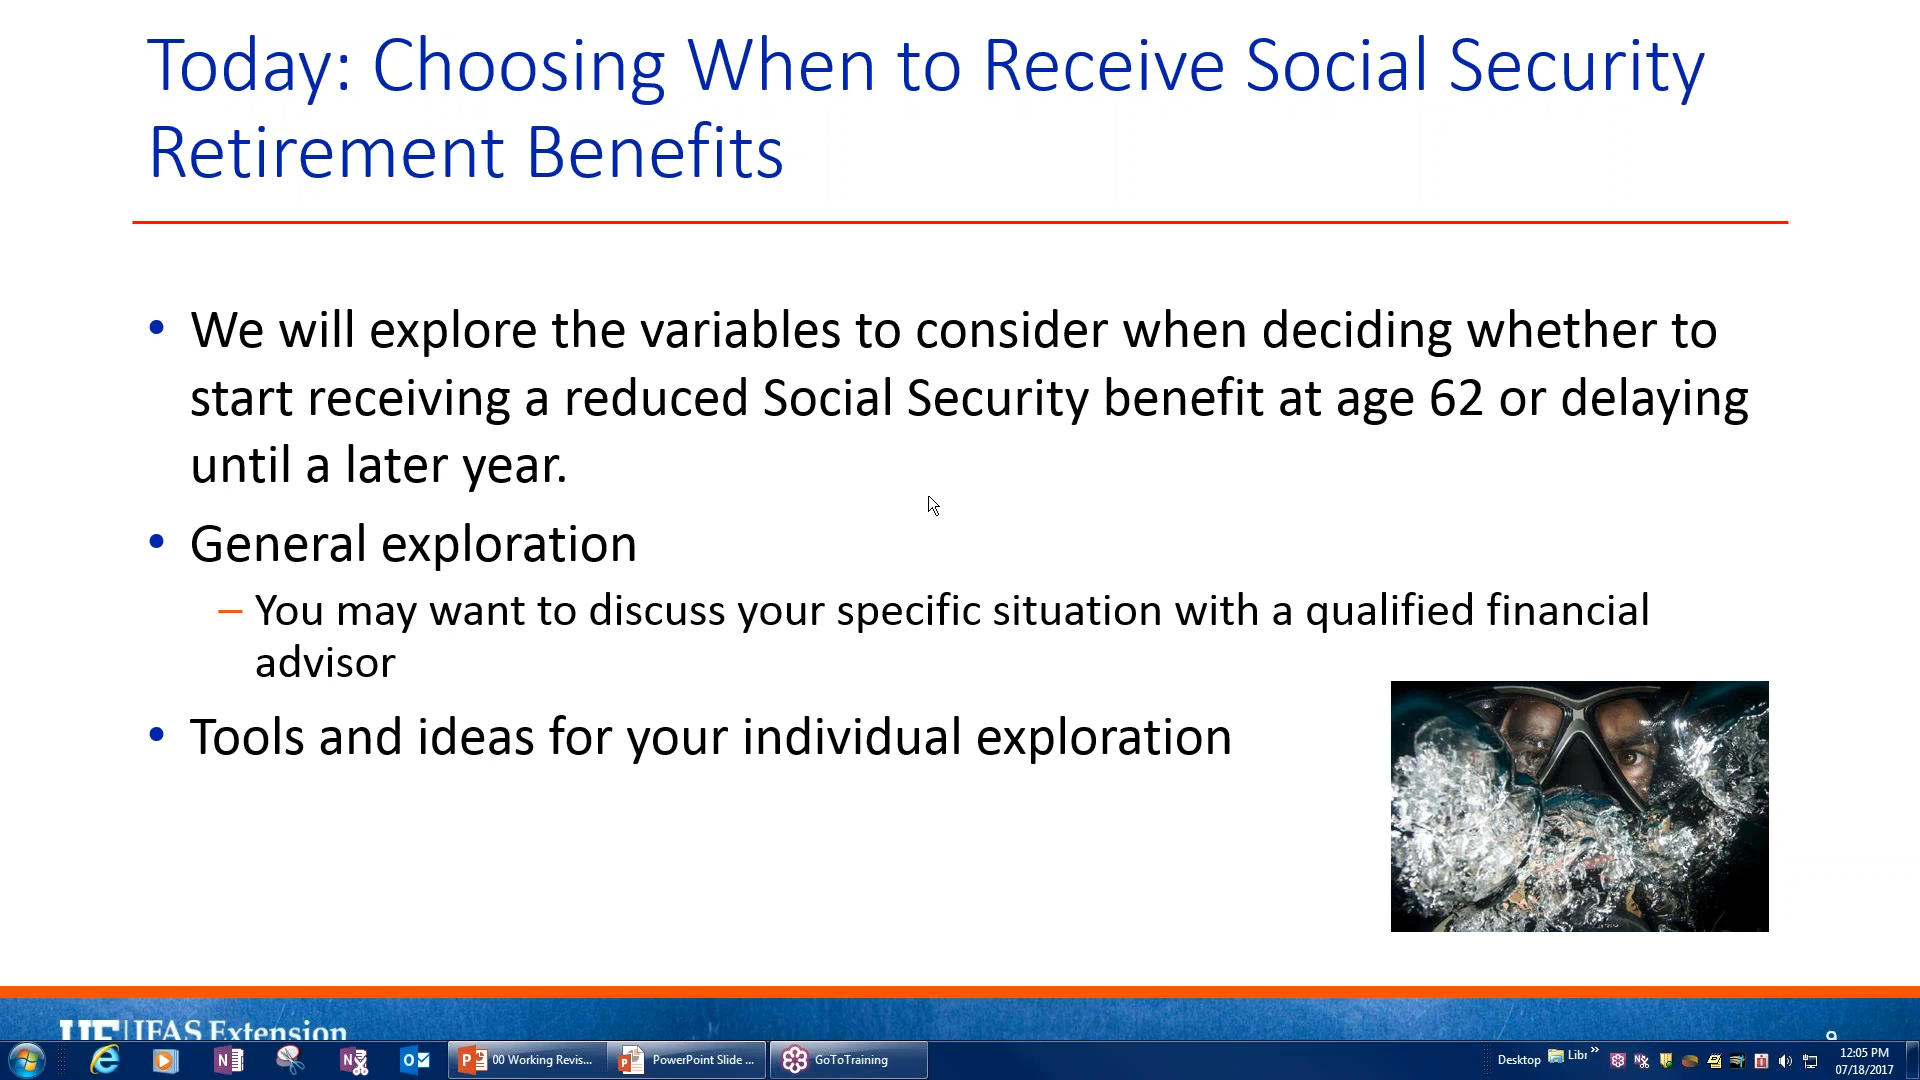 Today: Choosing When to Receive Social Security
Retirement Benefits
• We will explore the variables to consider when deciding whether to
start receiving a reduced Social Security benefit at age 62 or delaying
until a later year.
• General exploration
– You may want to discuss your specific situation with a qualified financial
advisor
• Tools and ideas for your individual exploration
UF IFAS Extension
00 Working Revis...
PowerPoint Slide ...
GoToTraining
Desktop
Libr
12:05 PM
07/18/2017